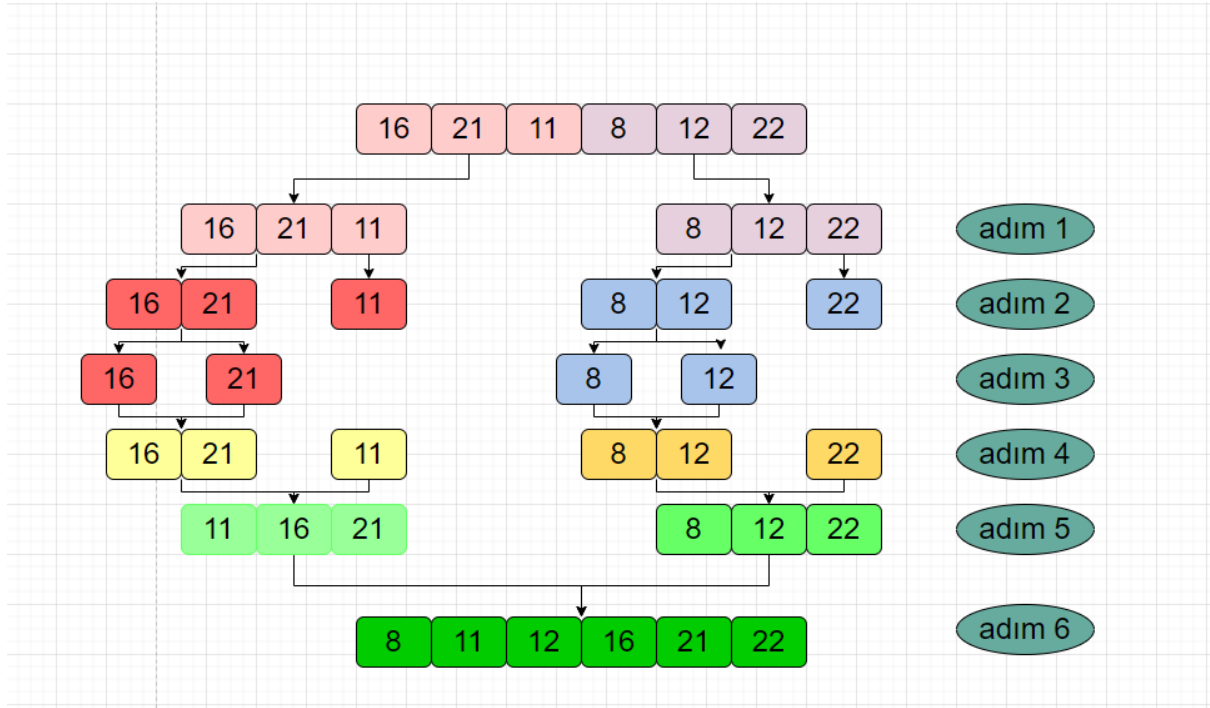 16 21 11 8 12 22
16 21 11 8 12 22 adım 1
16 21 11 8 12 22 adım 2
16 21 8 12 adım 3
16 21 11 8 12 22 adım 4
11 16 21 8 12 22 adım 5
8 11 12 16 21 22 adım 6